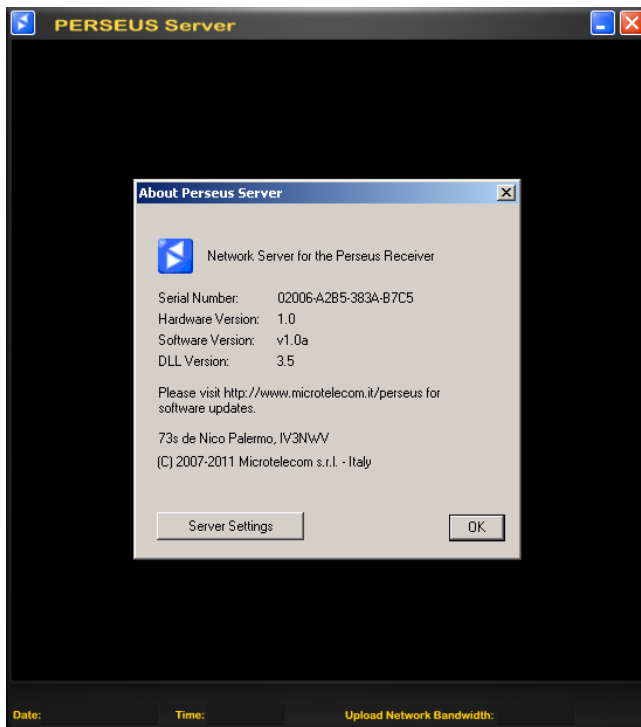 PERSEUS Server
About Perseus Server
Network Server for the Perseus Receiver
Serial Number: 02006-A2B5-383A-B7C5
Hardware Version: 1.0
Software Version: v1.0a
DLL Version: 3.5
Please visit http://www.microtelecom.it/perseus for
software updates.
73s de Nico Palermo, IV3NWV
(C) 2007-2011 Microtelecom s.r.l. - Italy
Server Settings
OK
Date: Time: Upload Network Bandwidth: